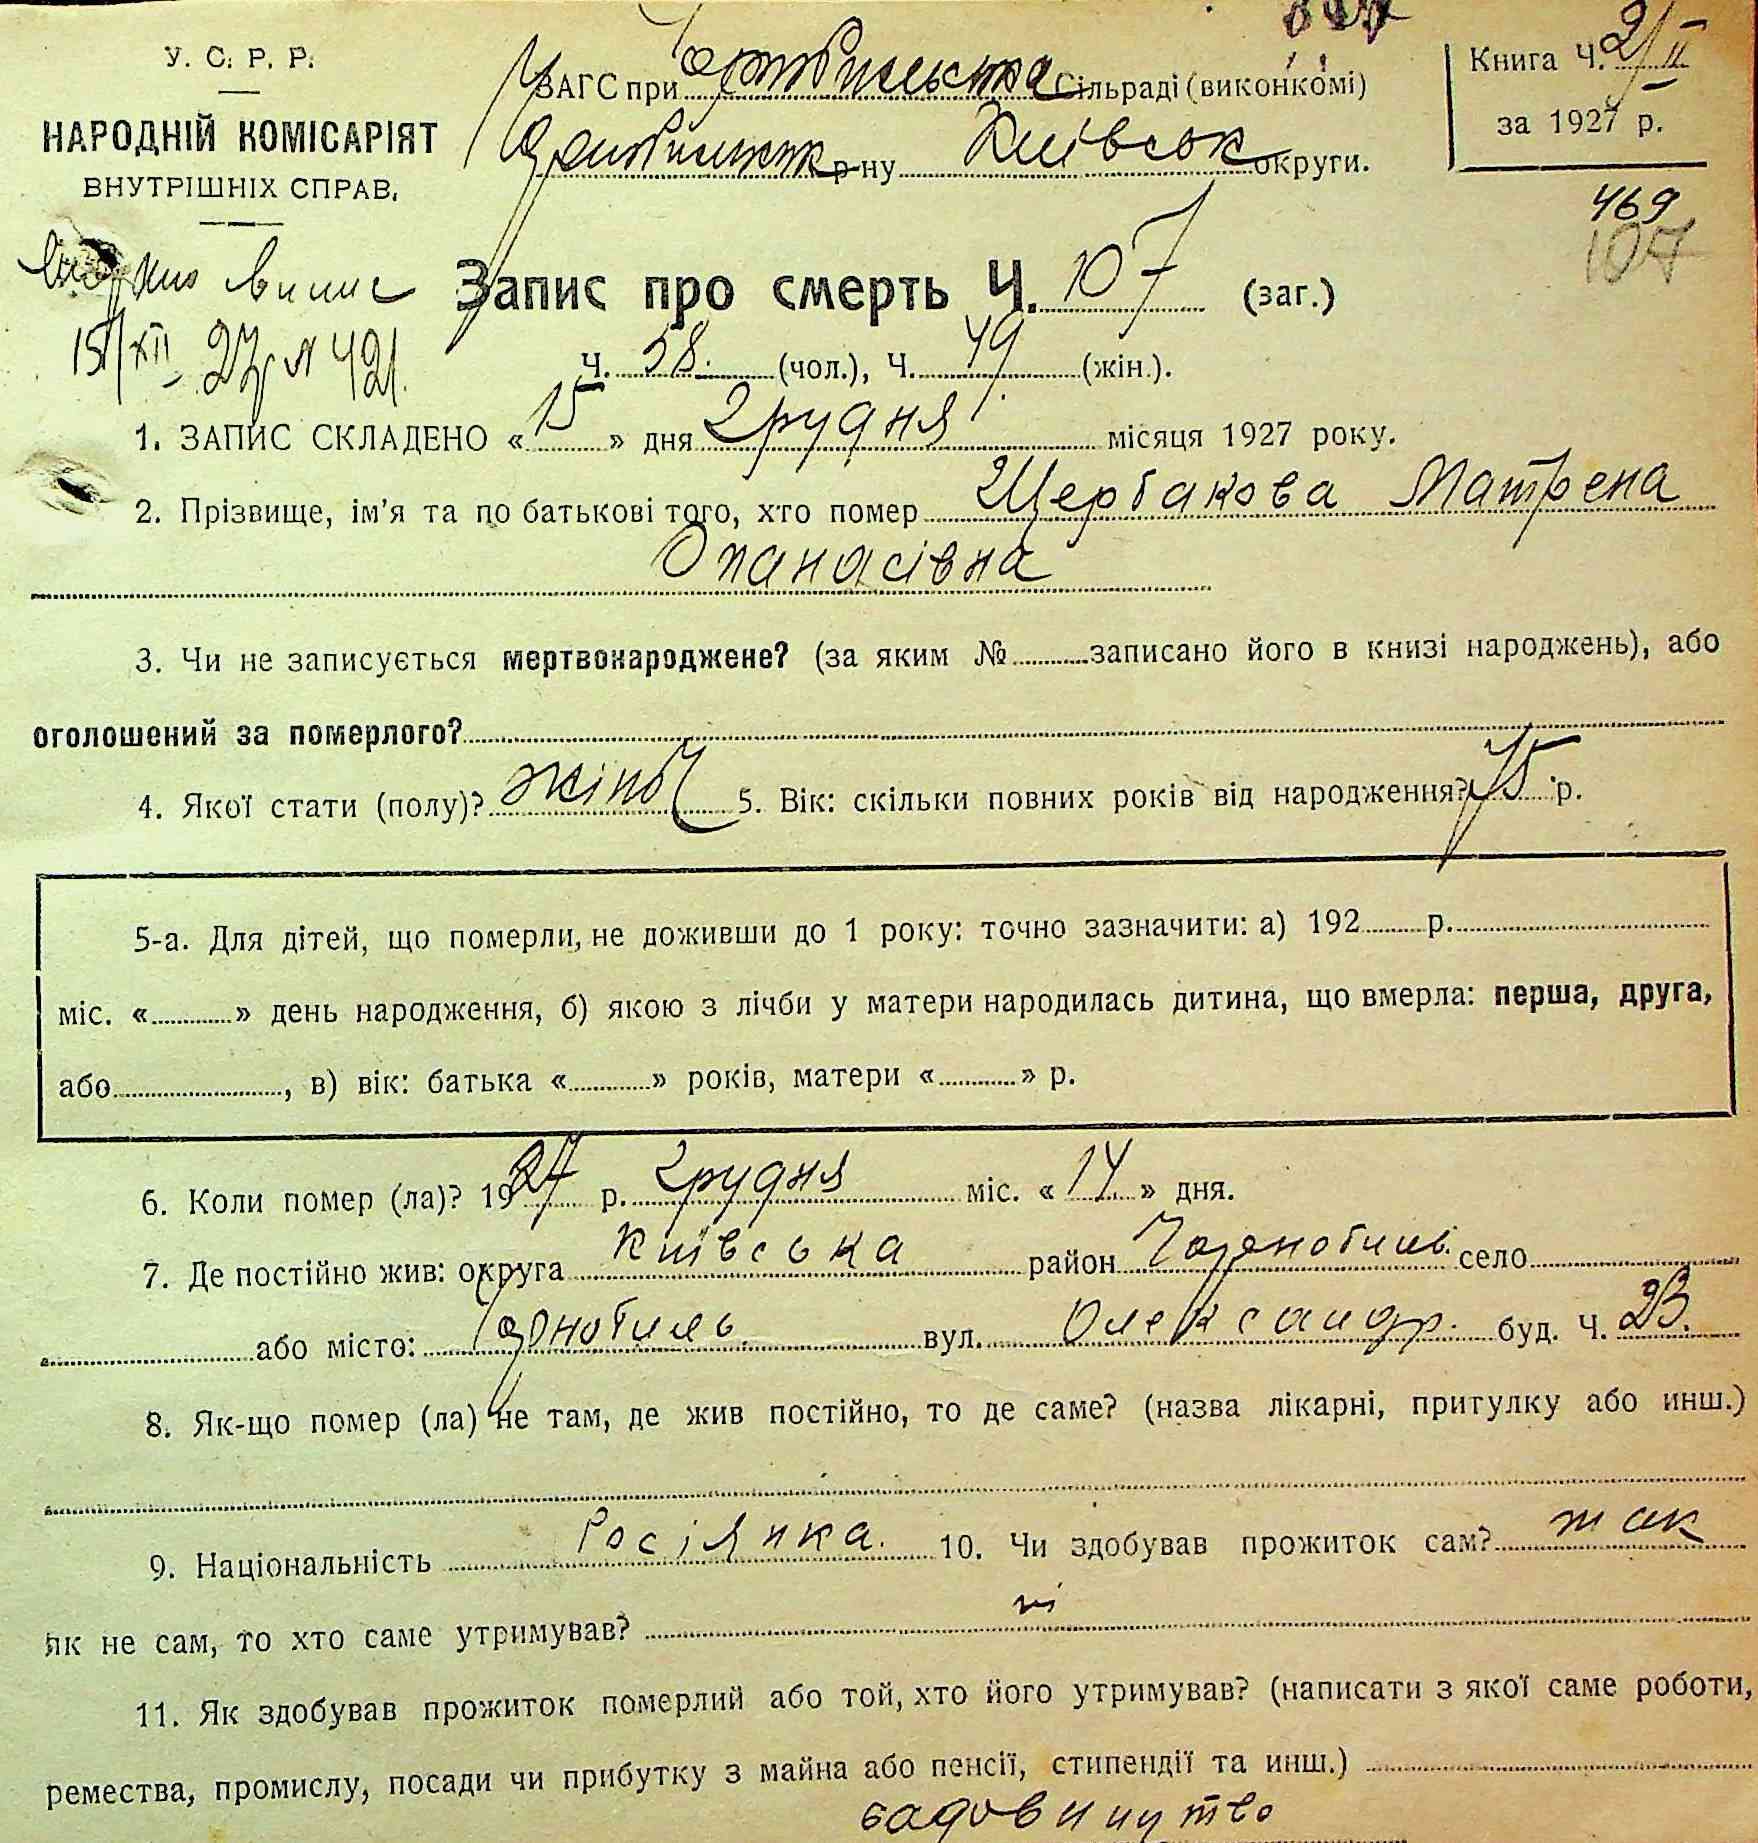 У. С. Р. Р.
НАРОДНІЙ КОМІСАРІЯТ
ВНУТРІШНІХ СПРАВ.
ЗАГС при Чорнобильська Сільраді (виконкомі)
Чорнобильськ р-ну Київськ округи.
Книга Ч. 2/II
за 1927 р.
469
107
випис
15/XII 27 р N 421.
Запис про смерть Ч. 107 (заг.)
Ч. 58. (чол.), Ч. 49. (жін.).
1. ЗАПИС СКЛАДЕНО « 15 » дня грудня місяця 1927 року.
2. Прізвище, ім'я та по батькові того, хто помер Щербакова Матрена
Опанасівна
3. Чи не записується мертвонароджене? (за яким № записано його в книзі народжень), або
оголошений за померлого?
4. Якої стати (полу)? жіноч 5. Вік: скільки повних років від народження? 75 р.
5-а. Для дітей, що померли, не доживши до 1 року: точно зазначити: а) 192 р.
міс. « » день народження, б) якою з лічби у матери народилась дитина, що вмерла: перша, друга,
або , в) вік: батька « » років, матери « » р.
6. Коли помер (ла)? 1927 р. грудня міс. « 14 » дня.
7. Де постійно жив: округа Київська район Чорнобиль. село
або місто: Чорнобиль. вул. Олександр. буд. Ч. 23.
8. Як-що помер (ла) не там, де жив постійно, то де саме? (назва лікарні, притулку або инш.)
9. Національність Росіянка. 10. Чи здобував прожиток сам? так
як не сам, то хто саме утримував?
11. Як здобував прожиток померлий або той, хто його утримував? (написати з якої саме роботи,
ремества, промислу, посади чи прибутку з майна або пенсії, стипендії та инш.)
садовництво